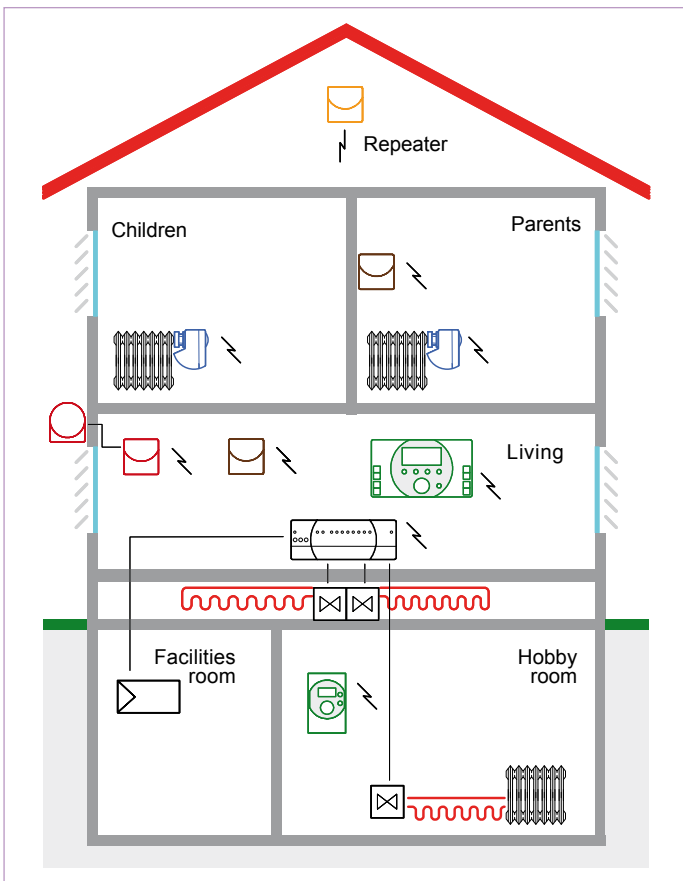 Repeater
Children
Parents
Living
Facilities
room
Hobby
room